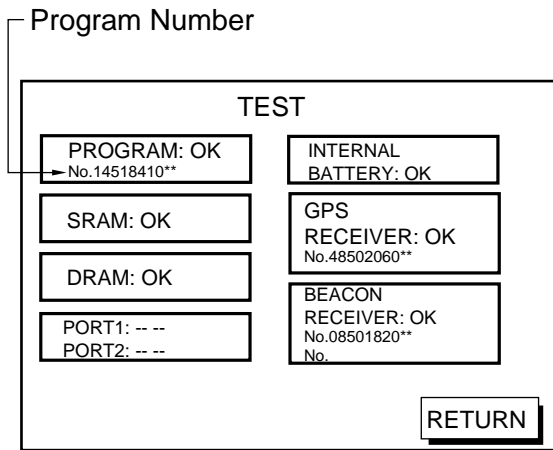 Program Number
TEST
PROGRAM: OK
No.14518410**
SRAM: OK
DRAM: OK
PORT1: -- --
PORT2: -- --
INTERNAL
BATTERY: OK
GPS
RECEIVER: OK
No.48502060**
BEACON
RECEIVER: OK
No.08501820**
No.
RETURN